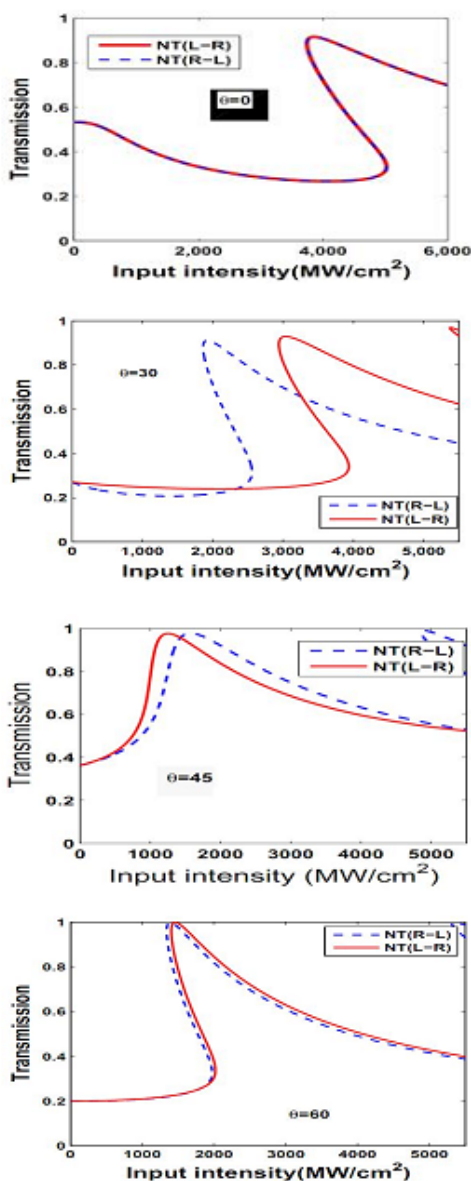 1
0.8
0.6
0.4
0.2
0
Transmission
NT(L−R)
NT(R−L)
Θ=0
0
2,000
4,000
6,000
Input intensity(MW/cm²)
1
0.8
0.6
0.4
0.2
0
Transmission
Θ=30
NT(R−L)
NT(L−R)
0
1,000
2,000
3,000
4,000
5,000
Input intensity(MW/cm²)
1
0.8
0.6
0.4
0.2
0
Transmission
NT(R−L)
NT(L−R)
Θ=45
0
1000
2000
3000
4000
5000
Input intensity (MW/cm²)
1
0.8
0.6
0.4
0.2
0
Transmission
NT(R−L)
NT(L−R)
Θ=60
0
1000
2000
3000
4000
5000
Input intensity (MW/cm²)